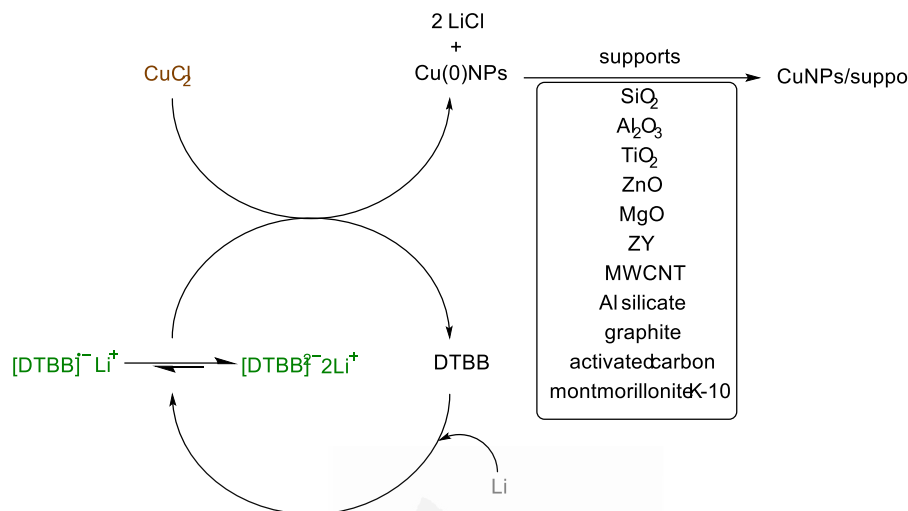 2 LiCl
+
CuCl2
Cu(0)NPs
supports
CuNPs/suppo
SiO2
Al2O3
TiO2
ZnO
MgO
ZY
MWCNT
Al silicate
graphite
activated carbon
montmorillonite K-10
[DTBB]•− Li+
[DTBB]2− 2Li+
DTBB
Li